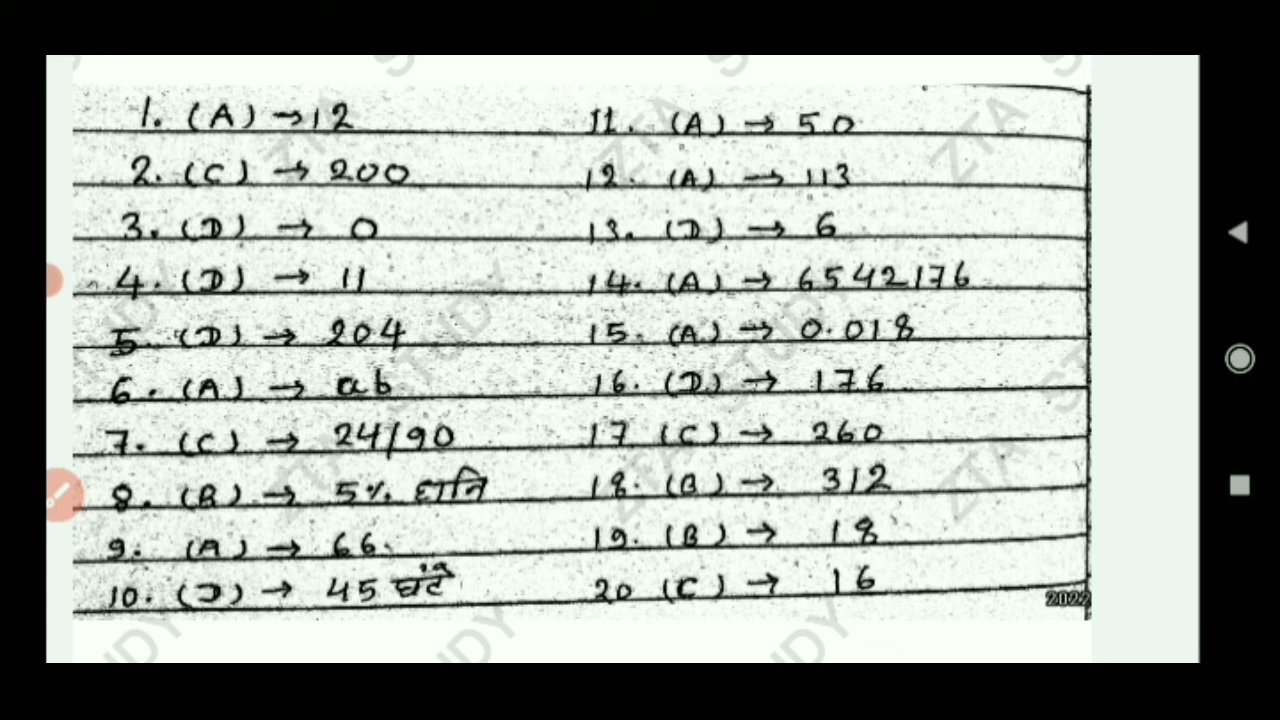 1. (A) → 12
2. (C) → 200
3. (D) → 0
4. (D) → 11
5. (D) → 204
6. (A) → ab
7. (C) → 24/90
8. (B) → 5% हानि
9. (A) → 66.
10. (D) → 45 घंटे
11. (A) → 50
12. (A) → 113
13. (D) → 6
14. (A) → 6542176
15. (A) → 0.018
16. (D) → 176
17 (C) → 260
18. (B) → 312
19. (B) → 18
20 (C) → 16
2022
ZTA STUDY